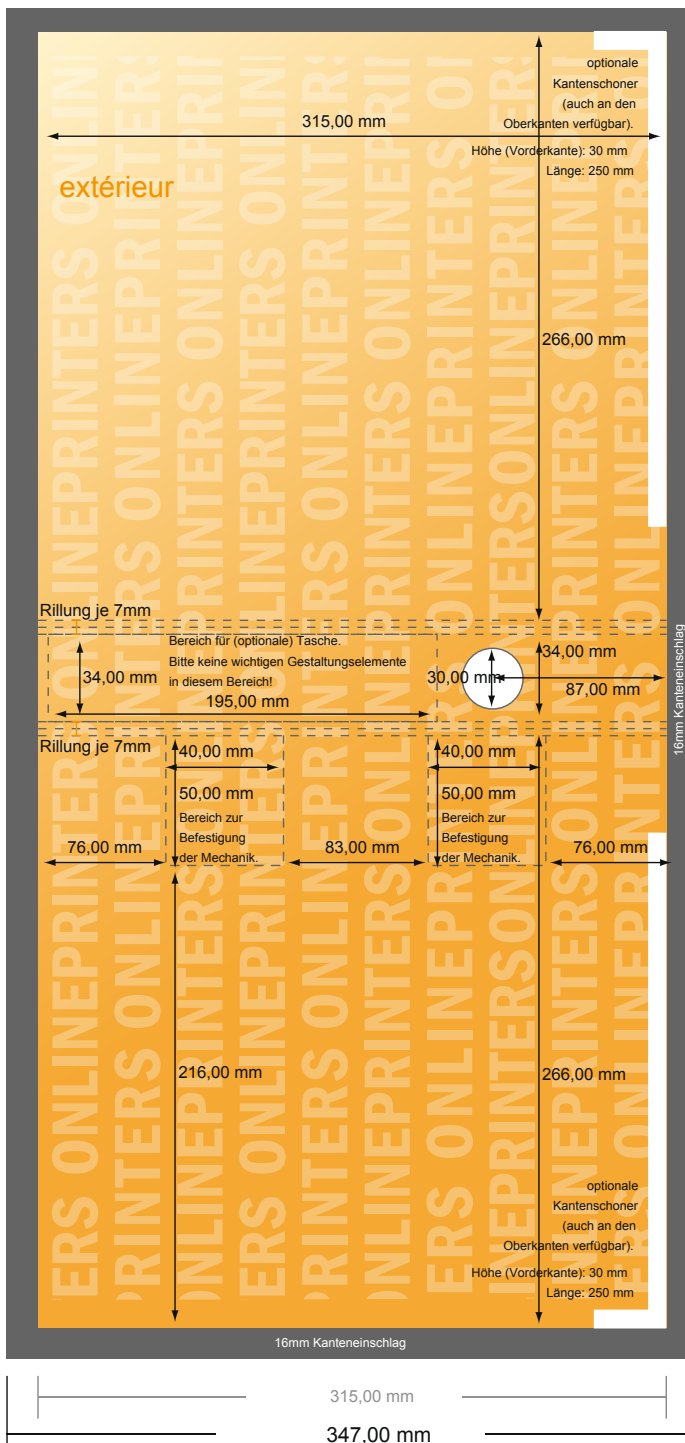 optionale
Kantenschoner
(auch an den
Oberkanten verfügbar).
315,00 mm
Höhe (Vorderkante): 30 mm
Länge: 250 mm
extérieur
266,00 mm
ONLINEPRINTERS ONLINEPRINTERS ONLINEPRINTERS
Rillung je 7mm
Bereich für (optionale) Tasche.
Bitte keine wichtigen Gestaltungselemente
in diesem Bereich!
34,00 mm
195,00 mm
30,00 mm
34,00 mm
87,00 mm
16mm Kanteneinschlag
Rillung je 7mm
40,00 mm
50,00 mm
Bereich zur
Befestigung
der Mechanik.
40,00 mm
50,00 mm
Bereich zur
Befestigung
der Mechanik.
76,00 mm
83,00 mm
76,00 mm
216,00 mm
266,00 mm
optionale
Kantenschoner
(auch an den
Oberkanten verfügbar).
Höhe (Vorderkante): 30 mm
Länge: 250 mm
16mm Kanteneinschlag
315,00 mm
347,00 mm